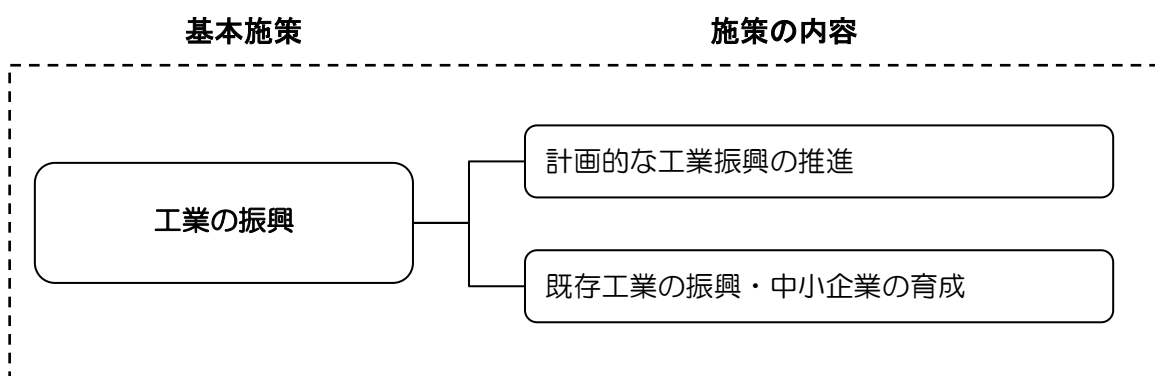 基本施策
施策の内容
工業の振興
計画的な工業振興の推進
既存工業の振興・中小企業の育成